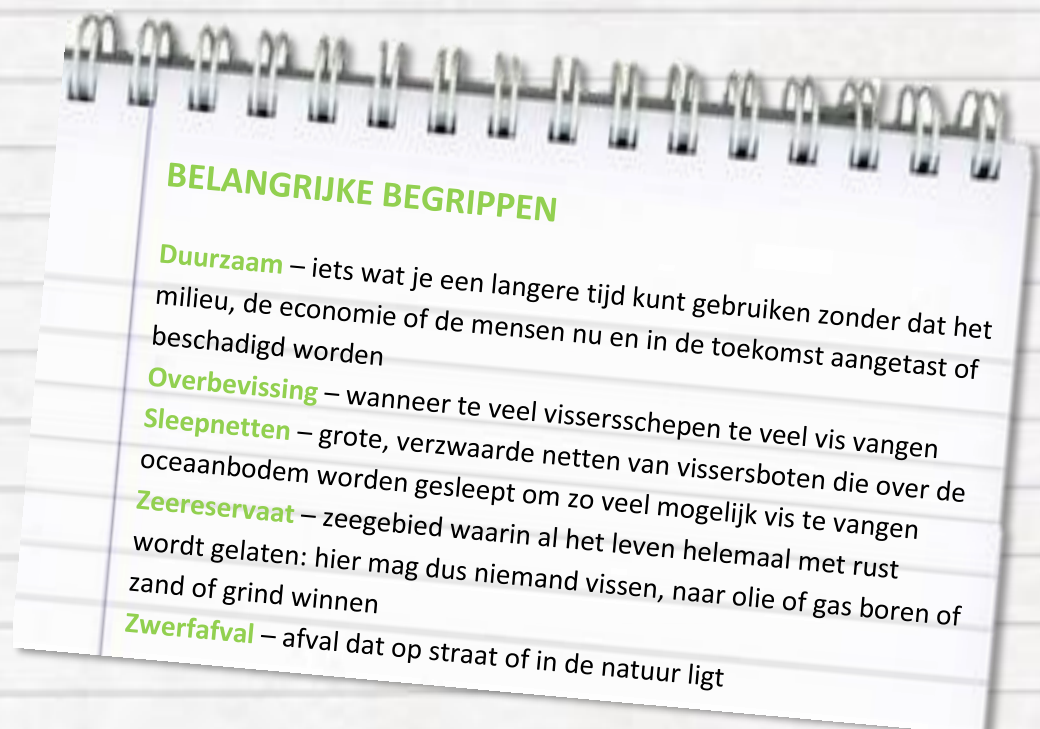 BELANGRIJKE BEGRIPPEN
Duurzaam – iets wat je een langere tijd kunt gebruiken zonder dat het
milieu, de economie of de mensen nu en in de toekomst aangetast of
beschadigd worden
Overbevissing – wanneer te veel vissersschepen te veel vis vangen
Sleepnetten – grote, verzwaarde netten van vissersboten die over de
oceaanbodem worden gesleept om zo veel mogelijk vis te vangen
Zeereservaat – zeegebied waarin al het leven helemaal met rust
wordt gelaten: hier mag dus niemand vissen, naar olie of gas boren of
zand of grind winnen
Zwerfafval – afval dat op straat of in de natuur ligt